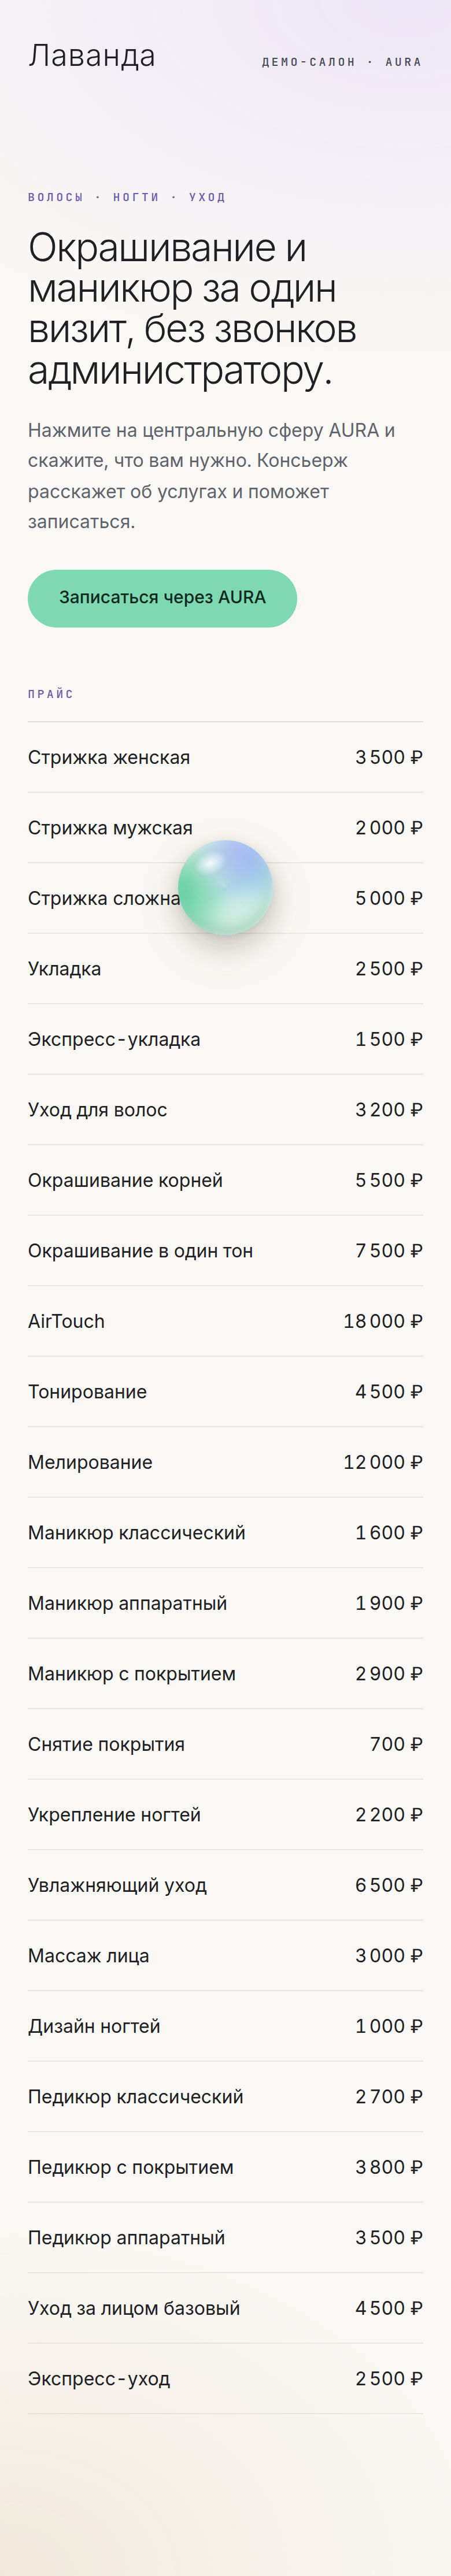 Лаванда
ДЕМО-САЛОН · AURA
ВОЛОСЫ · НОГТИ · УХОД
Окрашивание и
маникюр за один
визит, без звонков
администратору.
Нажмите на центральную сферу AURA и
скажите, что вам нужно. Консьерж
расскажет об услугах и поможет
записаться.
Записаться через AURA
ПРАЙС
Стрижка женская 3 500 ₽
Стрижка мужская 2 000 ₽
Стрижка сложна 5 000 ₽
Укладка 2 500 ₽
Экспресс-укладка 1 500 ₽
Уход для волос 3 200 ₽
Окрашивание корней 5 500 ₽
Окрашивание в один тон 7 500 ₽
AirTouch 18 000 ₽
Тонирование 4 500 ₽
Мелирование 12 000 ₽
Маникюр классический 1 600 ₽
Маникюр аппаратный 1 900 ₽
Маникюр с покрытием 2 900 ₽
Снятие покрытия 700 ₽
Укрепление ногтей 2 200 ₽
Увлажняющий уход 6 500 ₽
Массаж лица 3 000 ₽
Дизайн ногтей 1 000 ₽
Педикюр классический 2 700 ₽
Педикюр с покрытием 3 800 ₽
Педикюр аппаратный 3 500 ₽
Уход за лицом базовый 4 500 ₽
Экспресс-уход 2 500 ₽